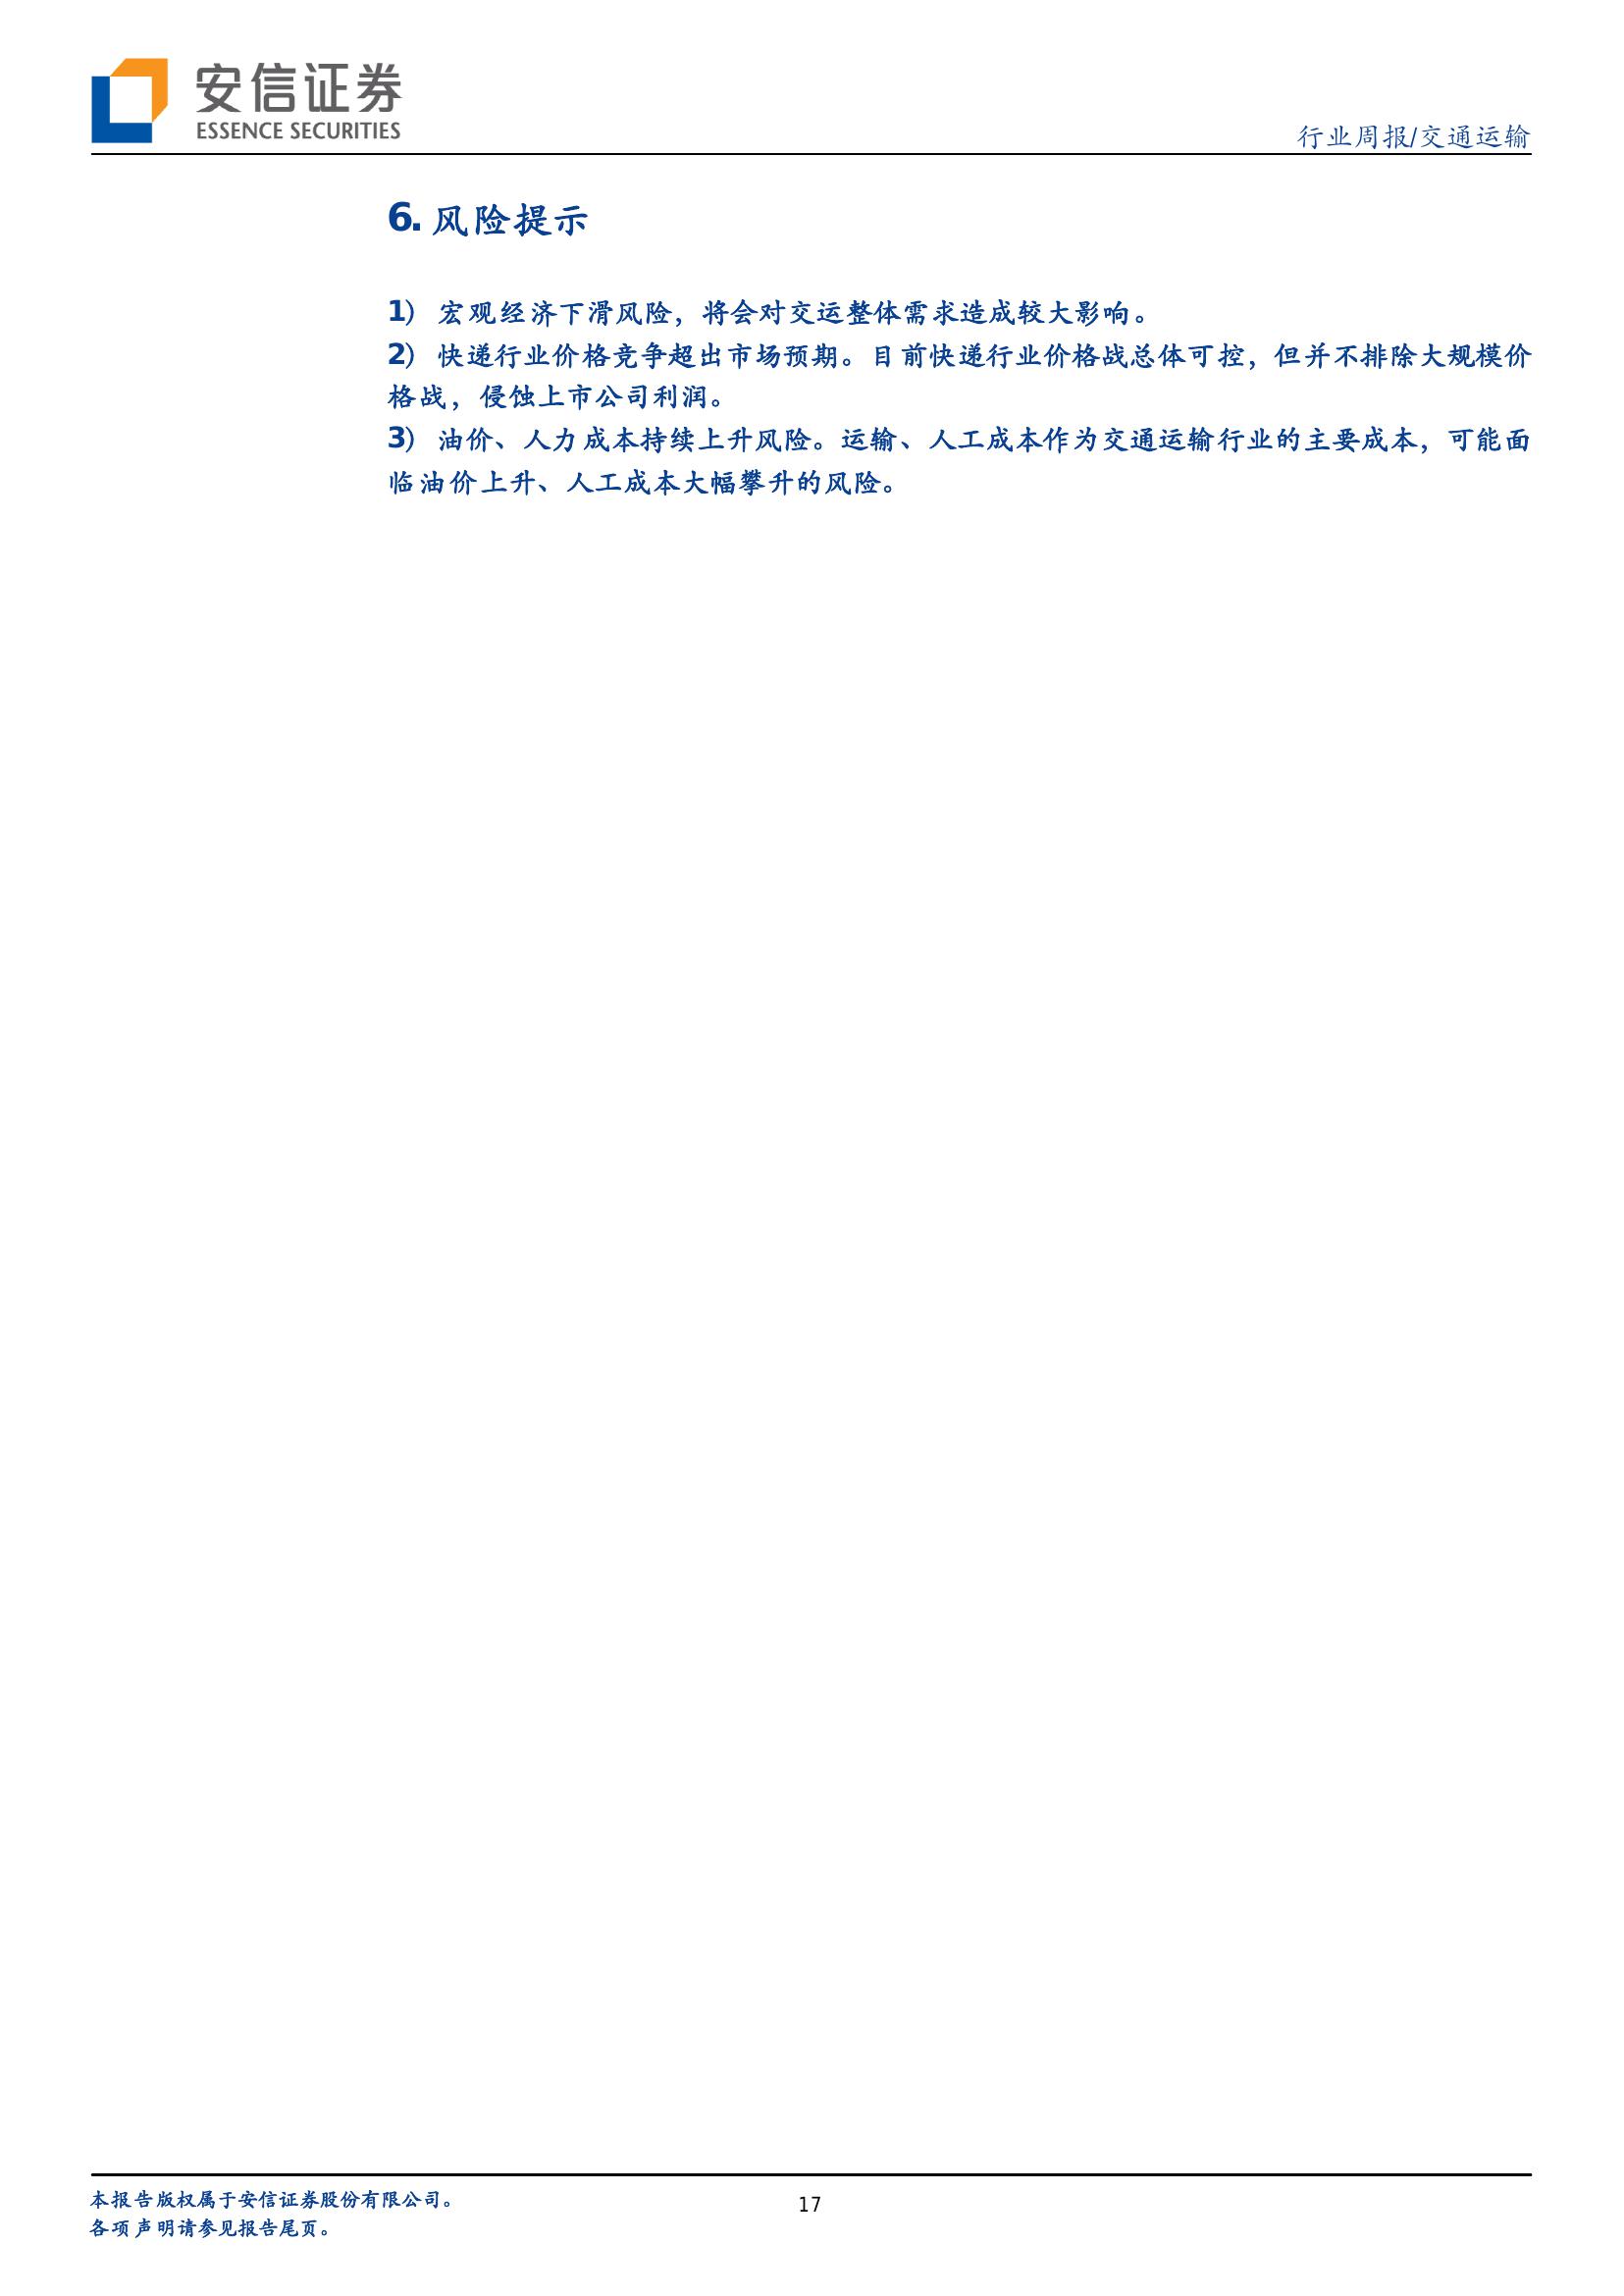 安信证券
ESSENCE SECURITIES
行业周报/交通运输
6. 风险提示
1） 宏观经济下滑风险，将会对交运整体需求造成较大影响。
2） 快递行业价格竞争超出市场预期。目前快递行业价格战总体可控，但并不排除大规模价
格战，侵蚀上市公司利润。
3） 油价、人力成本持续上升风险。运输、人工成本作为交通运输行业的主要成本，可能面
临油价上升、人工成本大幅攀升的风险。
本报告版权属于安信证券股份有限公司。
各项声明请参见报告尾页。
17